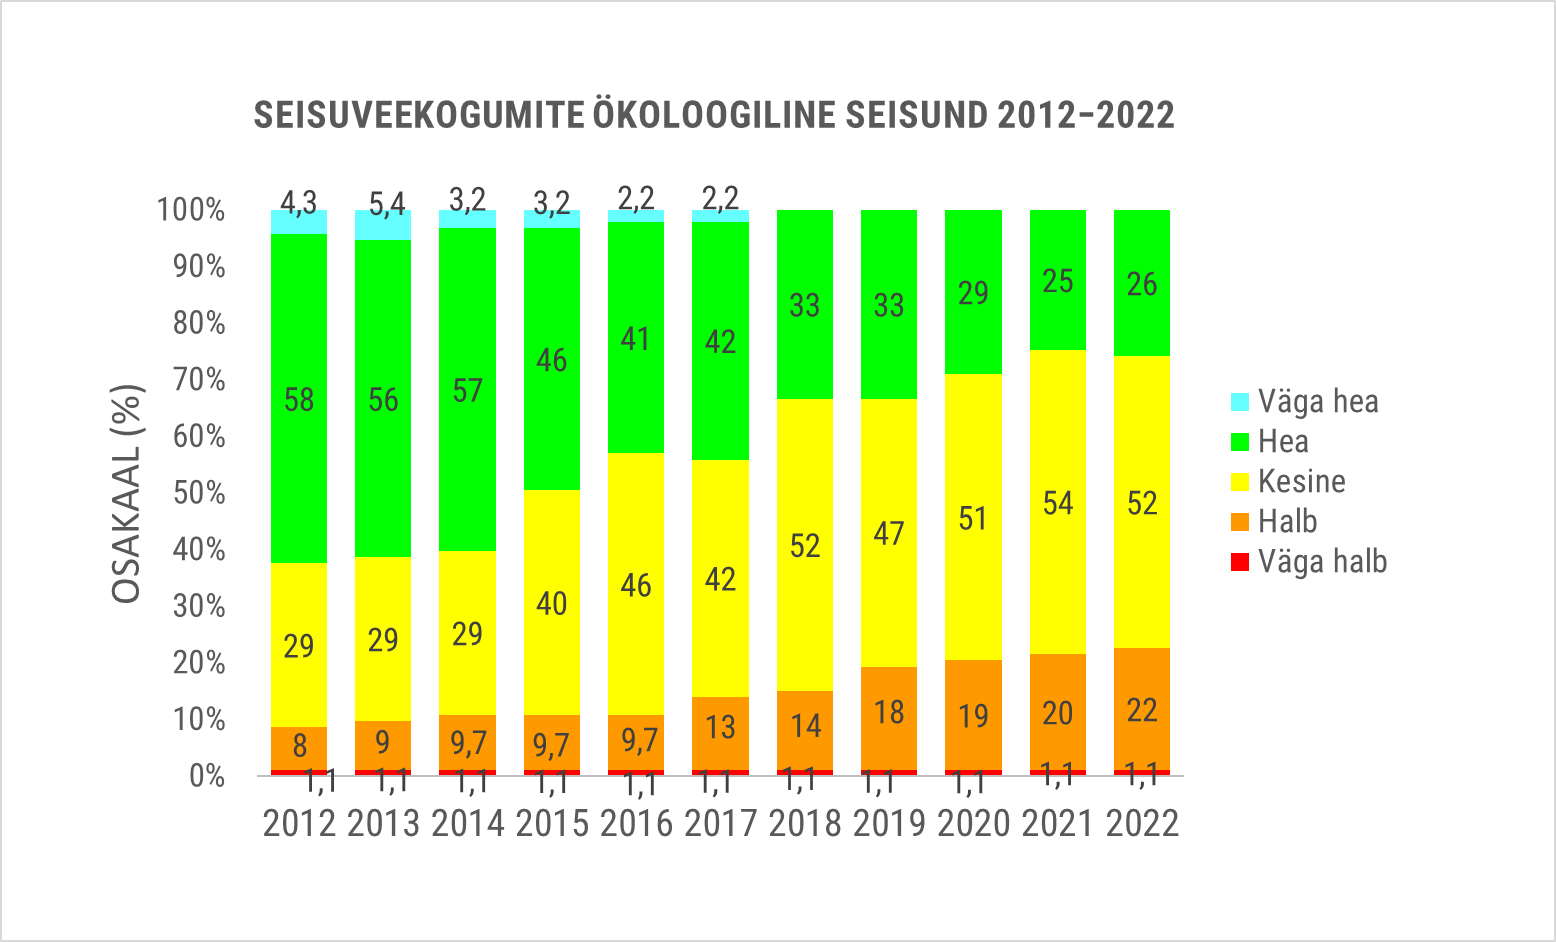 SEISUVEEKOGUMITE ÖKOLOOGILINE SEISUND 2012–2022
4,3 5,4 3,2 3,2 2,2 2,2
100%
90%
80%
70%
60%
50%
40%
30%
20%
10%
0%
OSAKAAL (%)
58 56 57 46 41 42 33 33 29 25 26
29 29 29 40 46 42 52 47 51 54 52
8 9 9,7 9,7 9,7 13 14 18 19 20 22
1,1 1,1 1,1 1,1 1,1 1,1 1,1 1,1 1,1 1,1 1,1
2012 2013 2014 2015 2016 2017 2018 2019 2020 2021 2022
Väga hea
Hea
Kesine
Halb
Väga halb